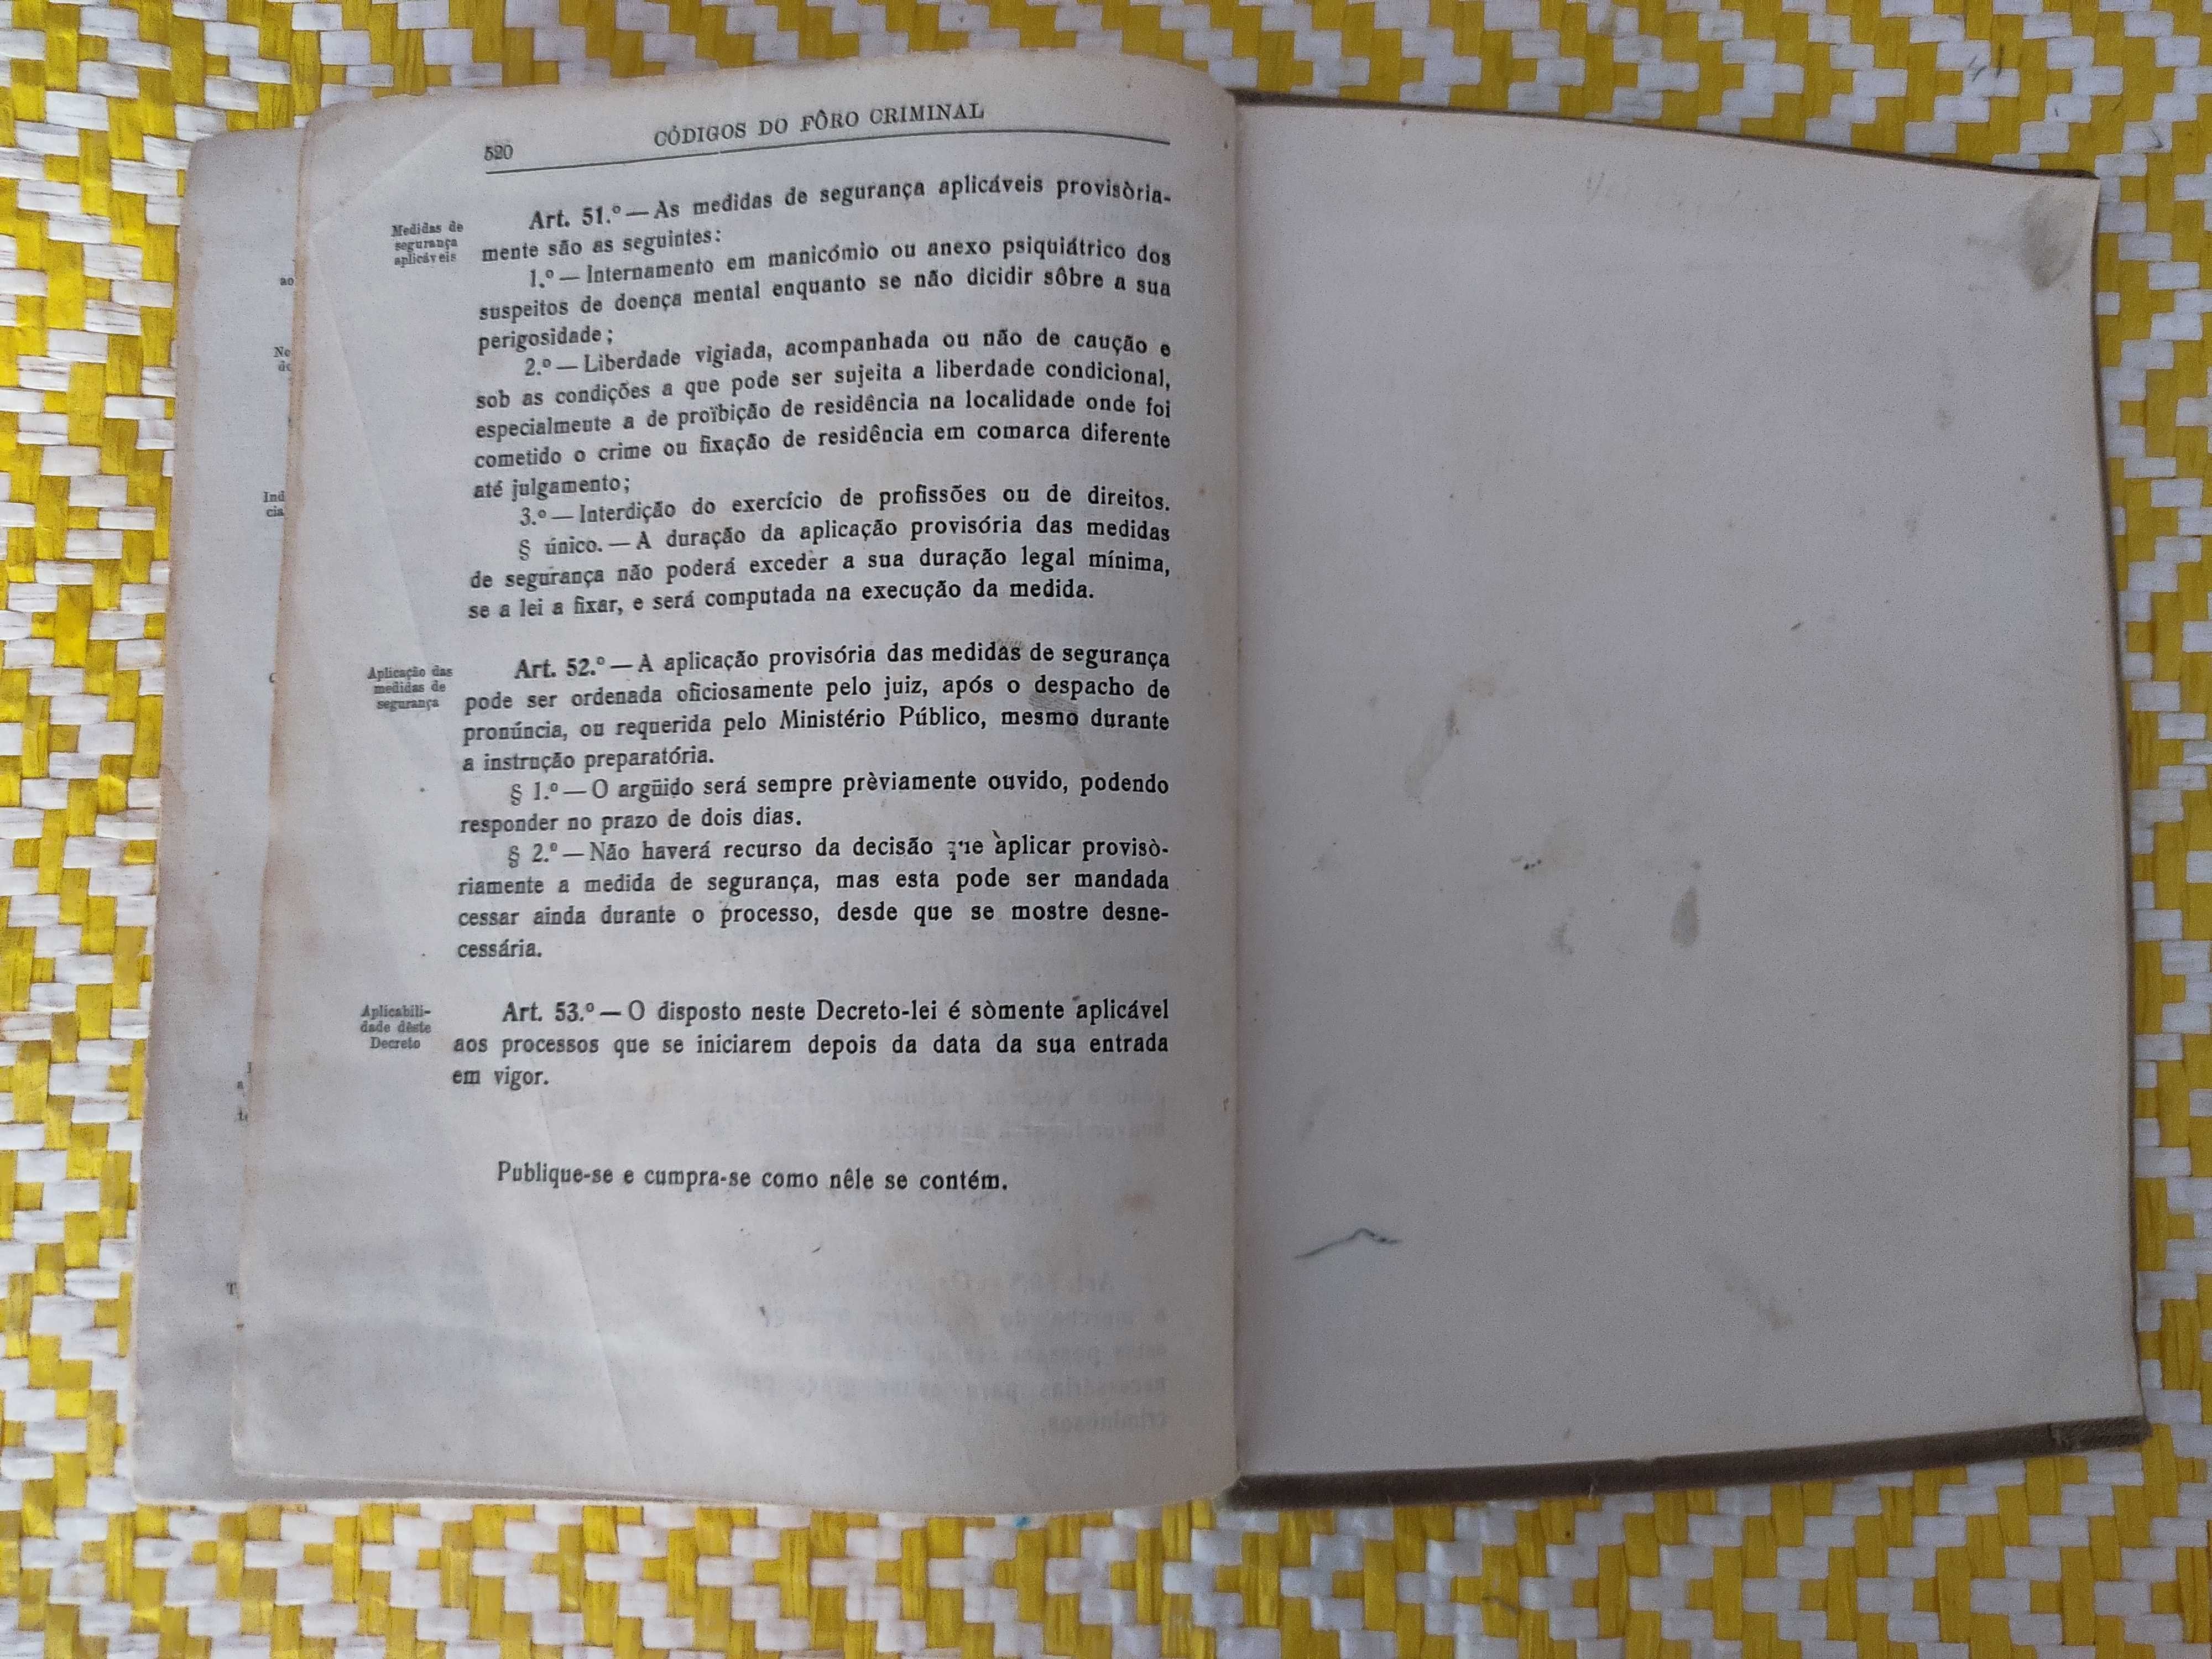 520
CÓDIGOS DO FÔRO CRIMINAL
Medidas de
segurança
aplicáveis
Art. 51.º — As medidas de segurança aplicáveis provisòria-
mente são as seguintes:
1.º — Internamento em manicómio ou anexo psiquiátrico dos
suspeitos de doença mental enquanto se não dicidir sôbre a sua
perigosidade;
2.º — Liberdade vigiada, acompanhada ou não de caução e
sob as condições a que pode ser sujeita a liberdade condicional,
especialmente a de proïbição de residência na localidade onde foi
cometido o crime ou fixação de residência em comarca diferente
até julgamento;
3.º — Interdição do exercício de profissões ou de direitos.
§ único. — A duração da aplicação provisória das medidas
de segurança não poderá exceder a sua duração legal mínima,
se a lei a fixar, e será computada na execução da medida.
Aplicação das
medidas de
segurança
Art. 52.º — A aplicação provisória das medidas de segurança
pode ser ordenada oficiosamente pelo juiz, após o despacho de
pronúncia, ou requerida pelo Ministério Público, mesmo durante
a instrução preparatória.
§ 1.º — O argüido será sempre prèviamente ouvido, podendo
responder no prazo de dois dias.
§ 2.º — Não haverá recurso da decisão que aplicar provisò-
riamente a medida de segurança, mas esta pode ser mandada
cessar ainda durante o processo, desde que se mostre desne-
cessária.
Aplicabili-
dade dêste
Decreto
Art. 53.º — O disposto neste Decreto-lei é sòmente aplicável
aos processos que se iniciarem depois da data da sua entrada
em vigor.
Publique-se e cumpra-se como nêle se contém.